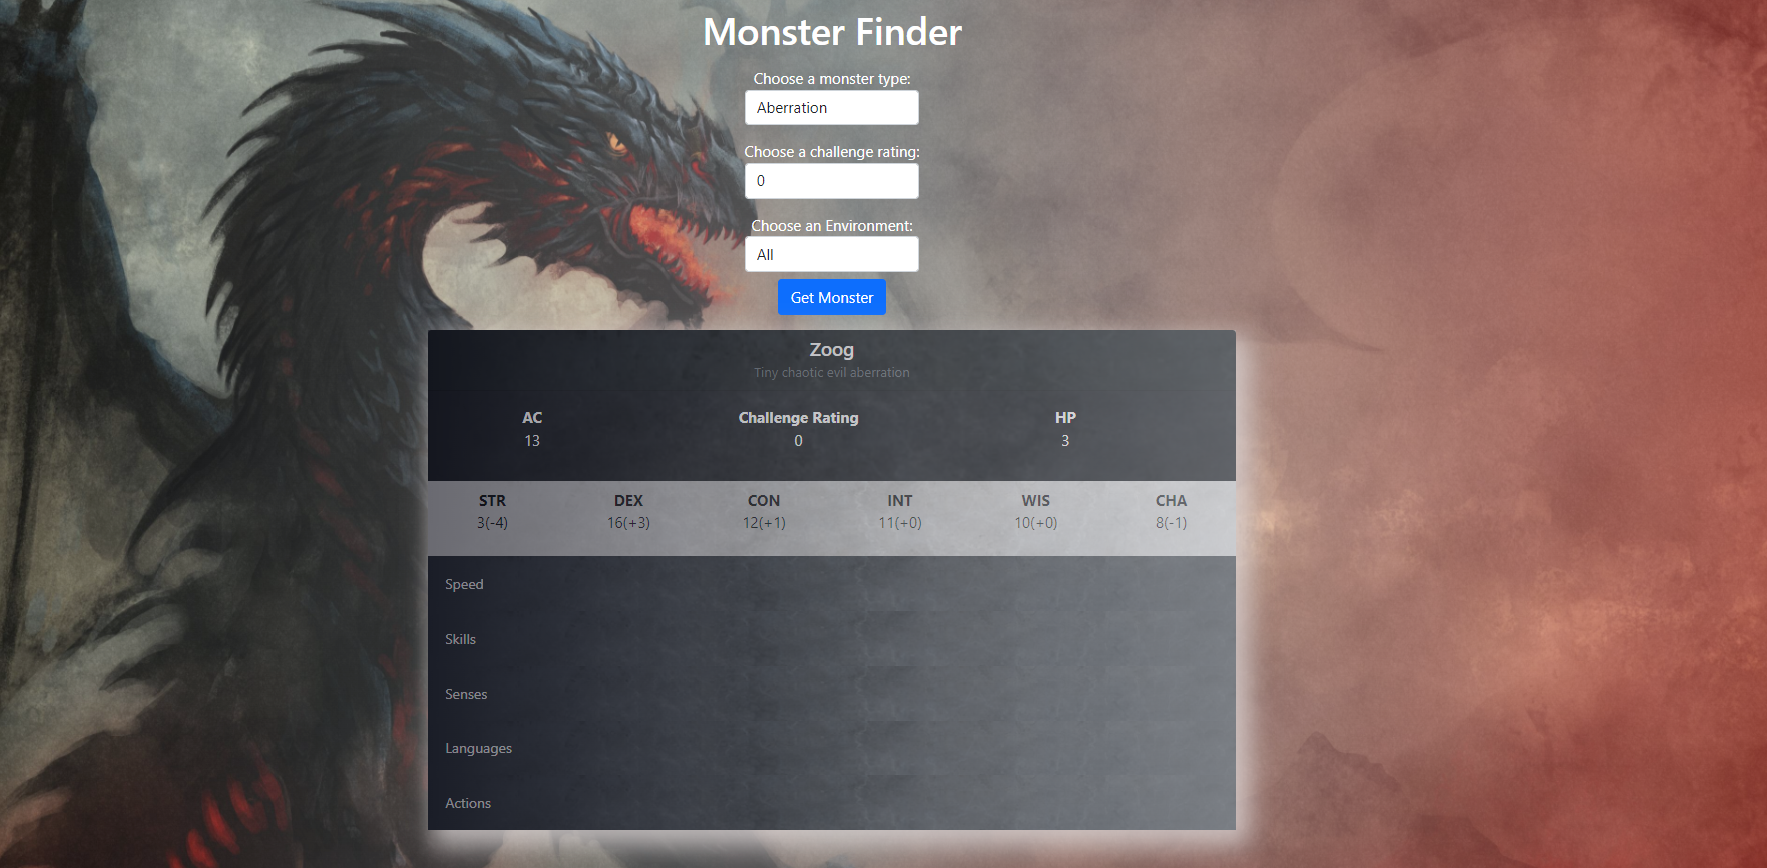 Monster Finder
Choose a monster type:
Aberration
Choose a challenge rating:
0
Choose an Environment:
All
Get Monster
Zoog
Tiny chaotic evil aberration
AC Challenge Rating HP
13 0 3
STR DEX CON INT WIS CHA
3(-4) 16(+3) 12(+1) 11(+0) 10(+0) 8(-1)
Speed
Skills
Senses
Languages
Actions